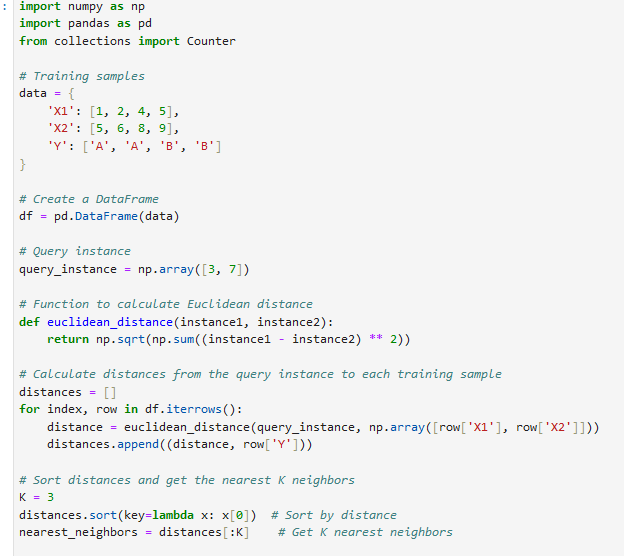 :
import numpy as np
import pandas as pd
from collections import Counter

# Training samples
data = {
    'X1': [1, 2, 4, 5],
    'X2': [5, 6, 8, 9],
    'Y': ['A', 'A', 'B', 'B']
}

# Create a DataFrame
df = pd.DataFrame(data)

# Query instance
query_instance = np.array([3, 7])

# Function to calculate Euclidean distance
def euclidean_distance(instance1, instance2):
    return np.sqrt(np.sum((instance1 - instance2) ** 2))

# Calculate distances from the query instance to each training sample
distances = []
for index, row in df.iterrows():
    distance = euclidean_distance(query_instance, np.array([row['X1'], row['X2']]))
    distances.append((distance, row['Y']))

# Sort distances and get the nearest K neighbors
K = 3
distances.sort(key=lambda x: x[0])  # Sort by distance
nearest_neighbors = distances[:K]    # Get K nearest neighbors